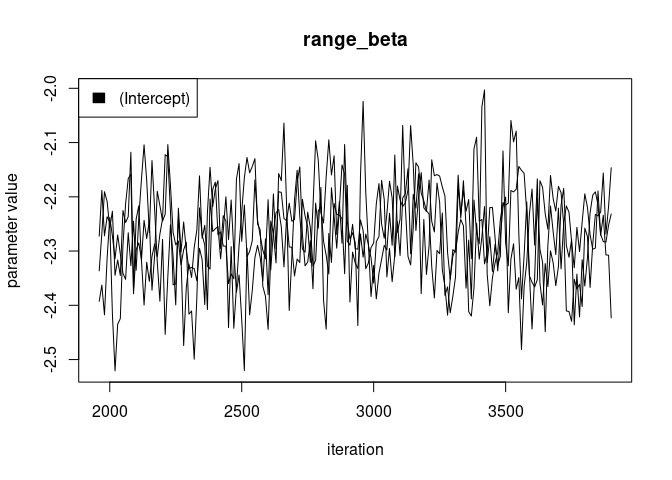 range_beta
(Intercept)
-2.0
-2.1
-2.2
-2.3
-2.4
-2.5
parameter value
2000 2500 3000 3500
iteration